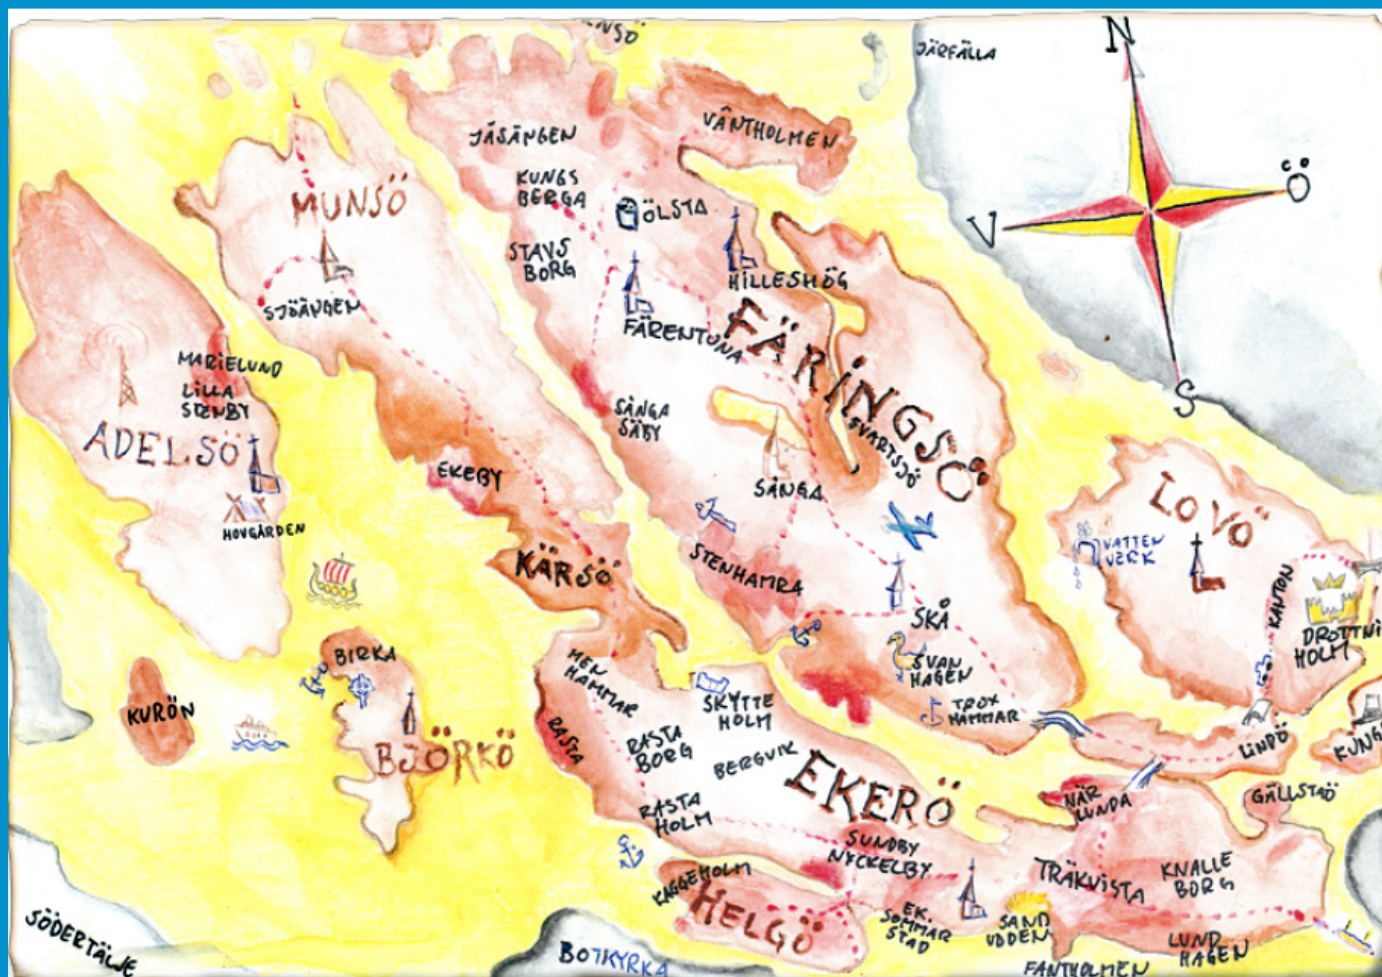 JÄRFÄLLA
N
Ö
V
S
JÄSÄNGEN
VÄNTHOLMEN
KUNGS
BERGA
ÖLSTA
STAVS
BORG
HILLESHÖG
FÄRENTUNA
FÄRINGSÖ
SVARTSJÖ
MUNSÖ
SJÖÄNGEN
MARIELUND
LILLA
STENBY
ADELSÖ
HOVGÅRDEN
SÅNGA
SÄBY
SÅNGA
EKEBY
KÄRSÖ
STENHAMRA
SKÅ
SVAN
HAGEN
TROX
HAMMAR
LOVÖ
VATTEN
VERK
KANTON
DROTTNI
HOLM
LINDÖ
KUNG
BIRKA
KURÖN
BJÖRKÖ
MEN
HAMMAR
RASTA
RASTA
BORG
SKYTTE
HOLM
BERGVIK
EKERÖ
RASTA
HOLM
SUNDBY
NYCKELBY
NÄR
LUNDA
GÄLLSTAÖ
TRÄKVISTA
KNALLE
BORG
KAGGEHOLM
HELGÖ
EK.
SOMMAR
STAD
SAND
UDDEN
LUND
HAGEN
FANTHOLMEN
SÖDERTÄLJE
BOTKYRKA